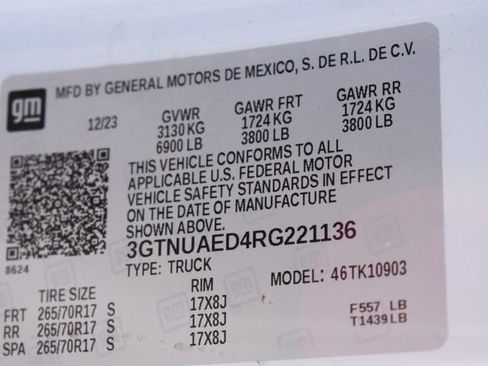 gm
MFD BY GENERAL MOTORS DE MEXICO, S. DE R.L. DE C.V.
12/23 GVWR GAWR FRT GAWR RR
3130 KG 1724 KG 1724 KG
6900 LB 3800 LB 3800 LB
THIS VEHICLE CONFORMS TO ALL
APPLICABLE U.S. FEDERAL MOTOR
VEHICLE SAFETY STANDARDS IN EFFECT
ON THE DATE OF MANUFACTURE
SHOWN ABOVE.
3GTNUAED4RG221136
8624
TYPE: TRUCK MODEL: 46TK10903
TIRE SIZE RIM
FRT 265/70R17 S 17X8J
RR 265/70R17 S 17X8J
SPA 265/70R17 S 17X8J
F557 LB
T1439LB